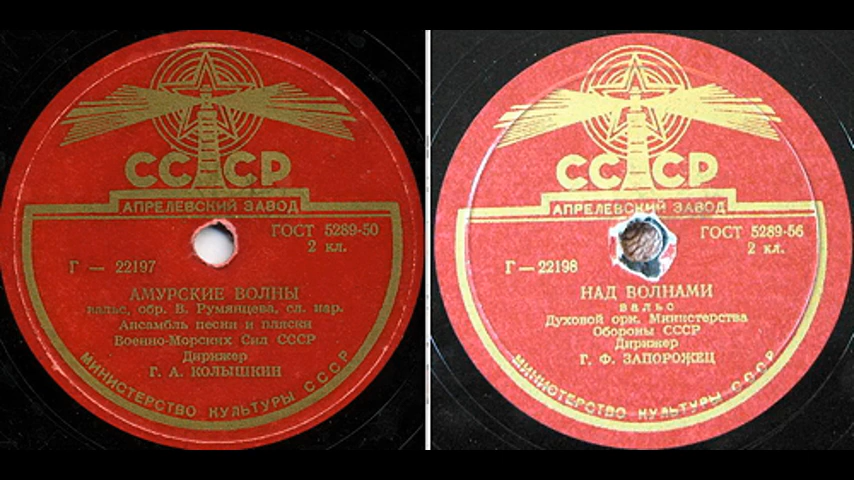 СССР
АПРЕЛЕВСКИЙ ЗАВОД
ГОСТ 5289-50
2 кл.
Г — 22197
АМУРСКИЕ ВОЛНЫ
вальс, обр. В. Румянцева, сл. нар.
Ансамбль песни и пляски
Военно-Морских Сил СССР
Дирижер
Г. А. КОЛЫШКИН
МИНИСТЕРСТВО КУЛЬТУРЫ СССР
СССР
АПРЕЛЕВСКИЙ ЗАВОД
ГОСТ 5289-56
2 кл.
Г — 22198
НАД ВОЛНАМИ
вальс
Духовой орк. Министерства
Обороны СССР
Дирижер
Г. Ф. ЗАПОРОЖЕЦ
МИНИСТЕРСТВО КУЛЬТУРЫ СССР